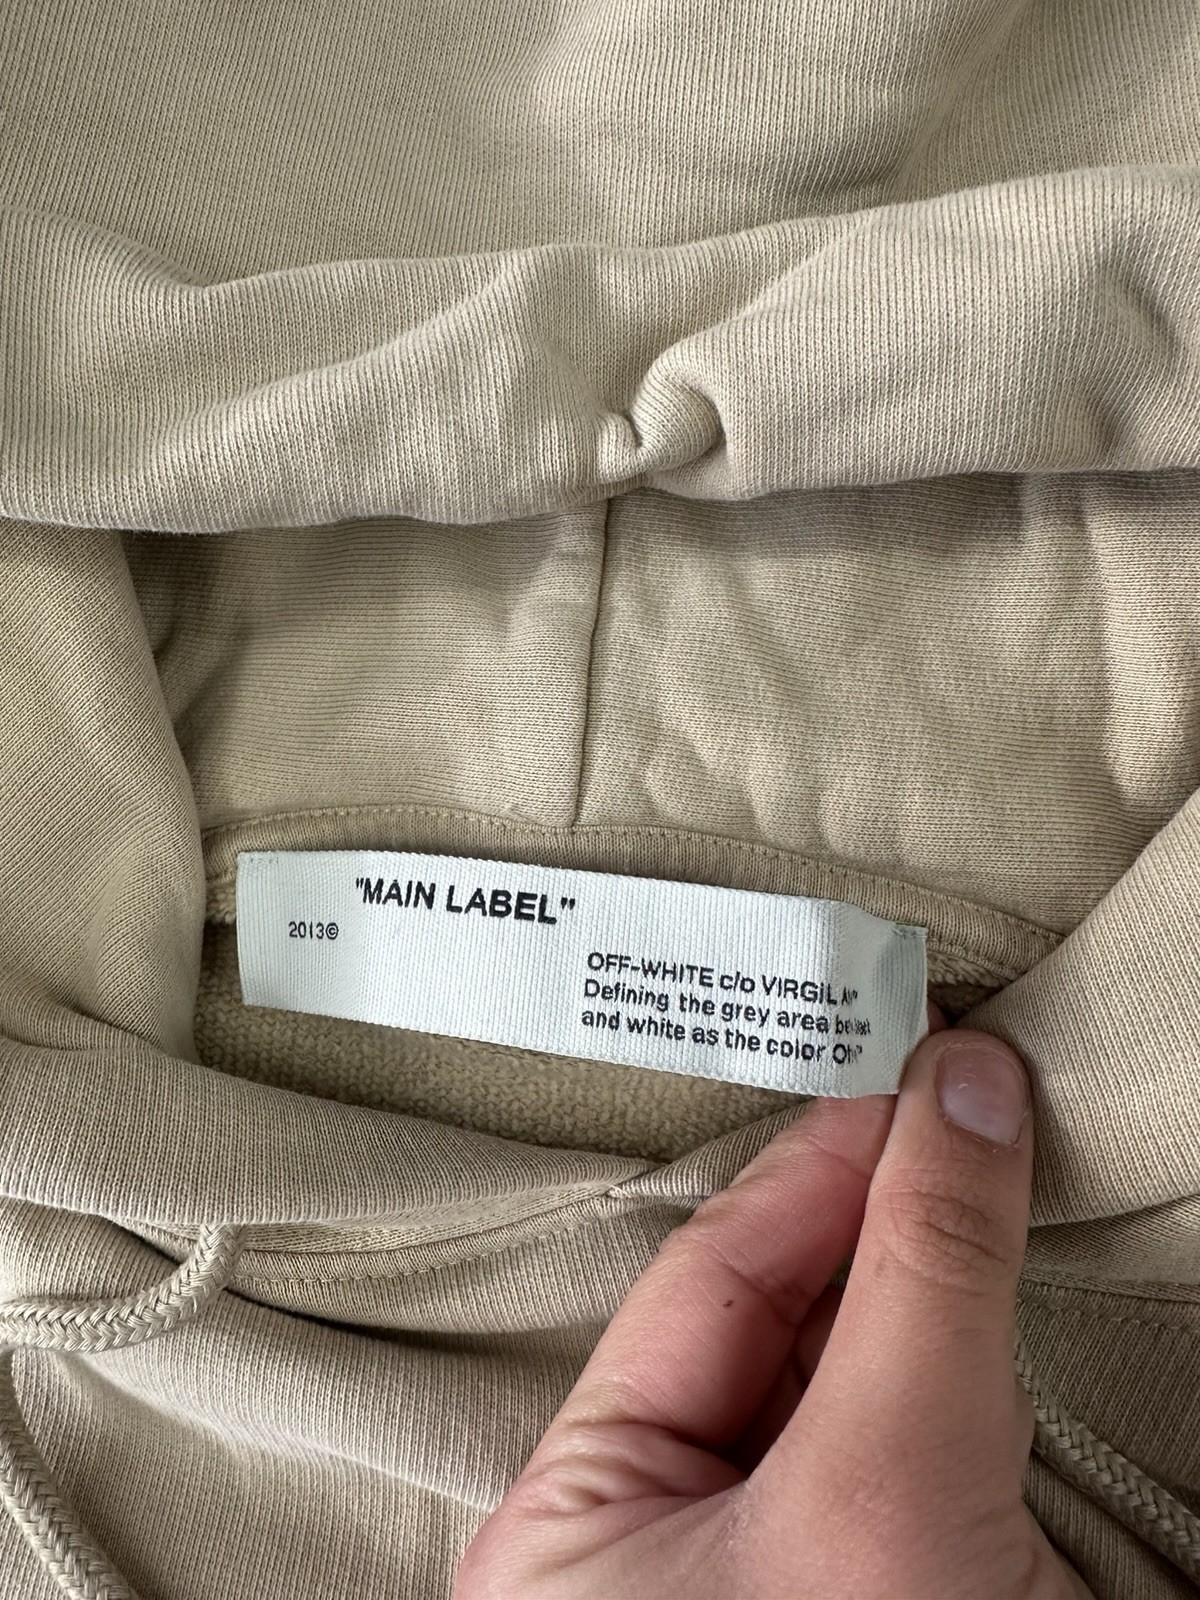 "MAIN LABEL"
2013©
OFF-WHITE c/o VIRGiL
Defining the grey area
and white as the color